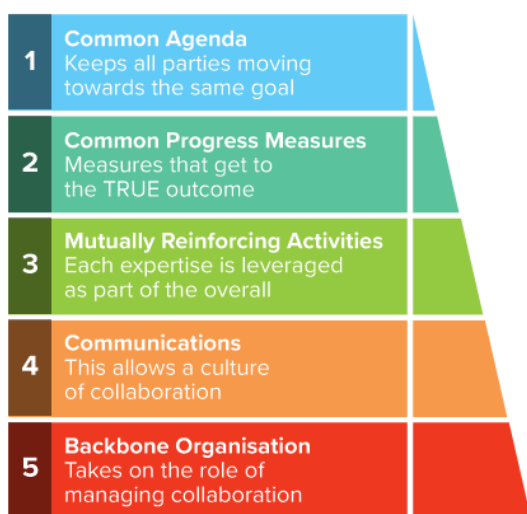 1
Common Agenda
Keeps all parties moving
towards the same goal
2
Common Progress Measures
Measures that get to
the TRUE outcome
3
Mutually Reinforcing Activities
Each expertise is leveraged
as part of the overall
4
Communications
This allows a culture
of collaboration
5
Backbone Organisation
Takes on the role of
managing collaboration